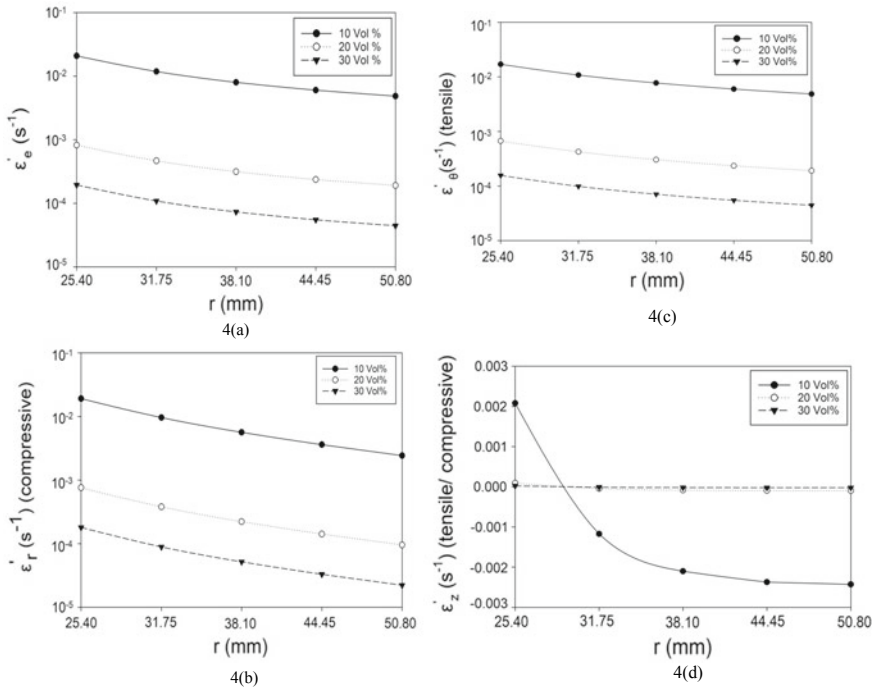 10⁻¹
10⁻²
10⁻³
10⁻⁴
10⁻⁵
ε̇e (s⁻¹)
10 Vol %
20 Vol %
30 Vol %
25.40 31.75 38.10 44.45 50.80
r (mm)
4(a)
10⁻¹
10⁻²
10⁻³
10⁻⁴
10⁻⁵
ε̇θ(s⁻¹) (tensile)
10 Vol%
20 Vol%
30 Vol%
25.40 31.75 38.10 44.45 50.80
r (mm)
4(c)
10⁻¹
10⁻²
10⁻³
10⁻⁴
10⁻⁵
ε̇r (s⁻¹) (compressive)
10 Vol%
20 Vol%
30 Vol%
25.40 31.75 38.10 44.45 50.80
r (mm)
4(b)
0.003
0.002
0.001
0.000
-0.001
-0.002
-0.003
ε̇z (s⁻¹) (tensile/ compressive)
10 Vol%
20 Vol%
30 Vol%
25.40 31.75 38.10 44.45 50.80
r (mm)
4(d)